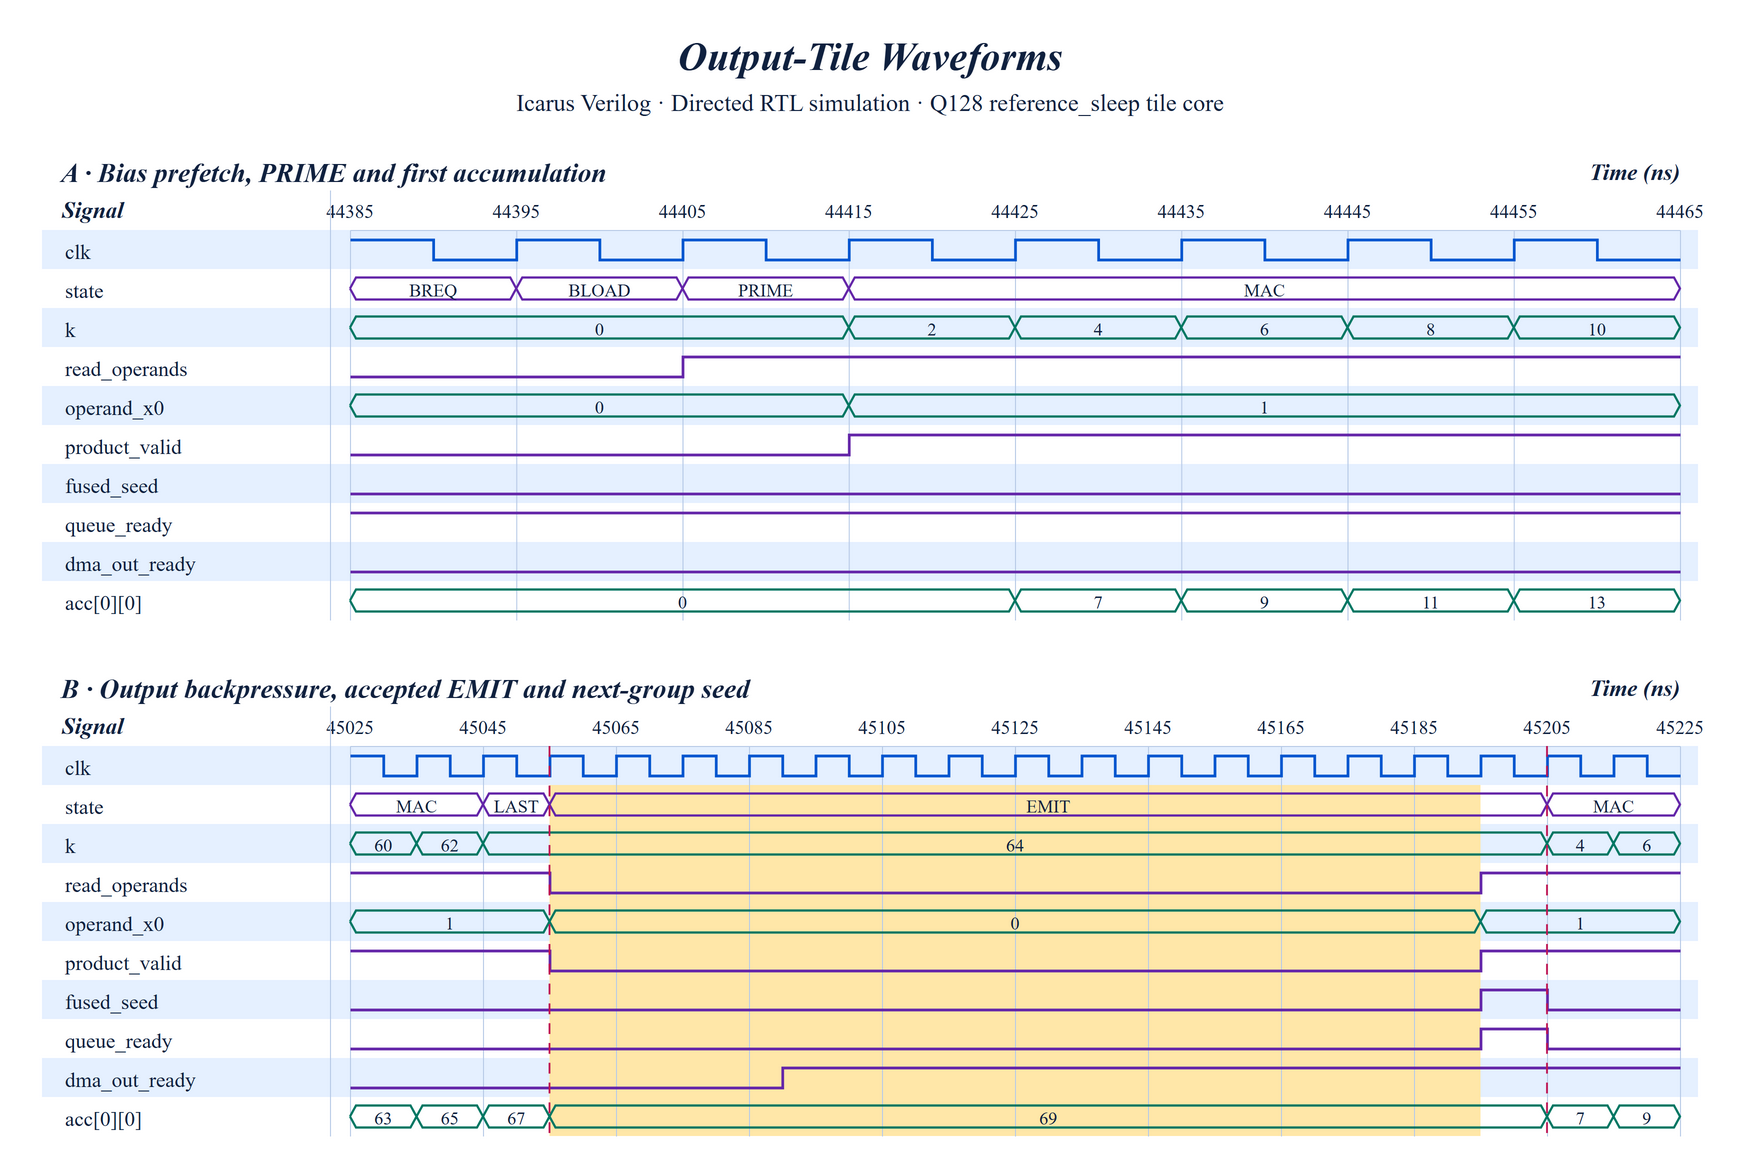 Output-Tile Waveforms
Icarus Verilog · Directed RTL simulation · Q128 reference_sleep tile core
A · Bias prefetch, PRIME and first accumulation Time (ns)
Signal 44385 44395 44405 44415 44425 44435 44445 44455 44465
clk
state BREQ BLOAD PRIME MAC
k 0 2 4 6 8 10
read_operands
operand_x0 0 1
product_valid
fused_seed
queue_ready
dma_out_ready
acc[0][0] 0 7 9 11 13
B · Output backpressure, accepted EMIT and next-group seed Time (ns)
Signal 45025 45045 45065 45085 45105 45125 45145 45165 45185 45205 45225
clk
state MAC LAST EMIT MAC
k 60 62 64 4 6
read_operands
operand_x0 1 0 1
product_valid
fused_seed
queue_ready
dma_out_ready
acc[0][0] 63 65 67 69 7 9